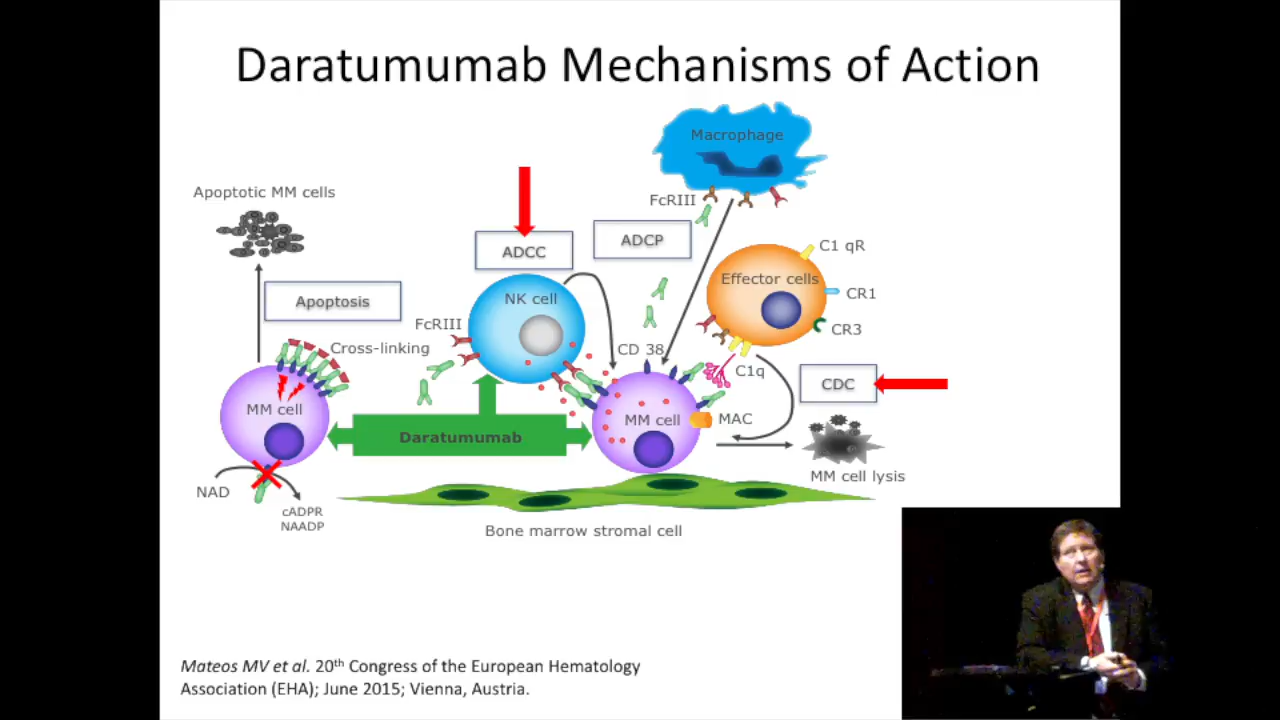 Daratumumab Mechanisms of Action
Macrophage
Apoptotic MM cells
FcRIII
ADCC
ADCP
C1 qR
Effector cells
CR1
CR3
Apoptosis
NK cell
FcRIII
Cross-linking
CD 38
C1q
CDC
MM cell
MM cell
MAC
Daratumumab
MM cell lysis
NAD
cADPR
NAADP
Bone marrow stromal cell
Mateos MV et al. 20th Congress of the European Hematology
Association (EHA); June 2015; Vienna, Austria.